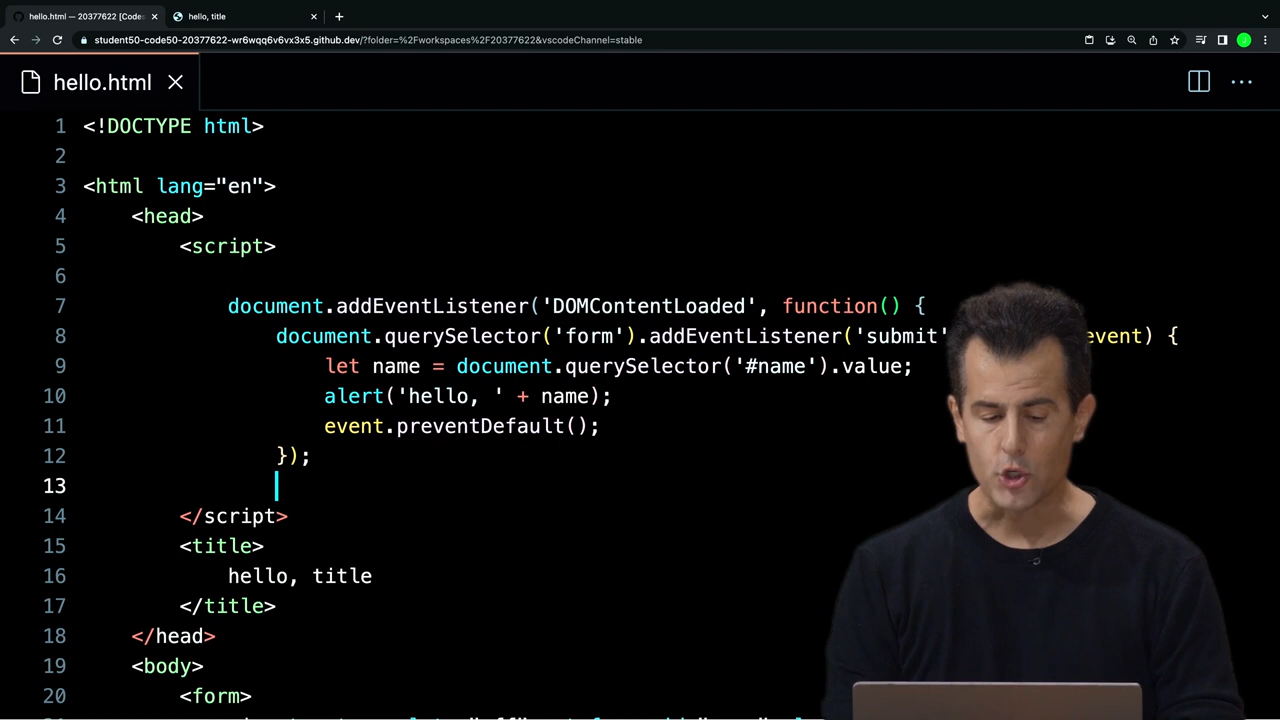 hello.html — 20377622 [Codes
hello, title
student50-code50-20377622-wr6wqq6v6vx3x5.github.dev/?folder=%2Fworkspaces%2F20377622&vscodeChannel=stable
hello.html
1 <!DOCTYPE html>
2
3 <html lang="en">
4 <head>
5 <script>
6
7 document.addEventListener('DOMContentLoaded', function() {
8 document.querySelector('form').addEventListener('submit' event) {
9 let name = document.querySelector('#name').value;
10 alert('hello, ' + name);
11 event.preventDefault();
12 });
13
14 </script>
15 <title>
16 hello, title
17 </title>
18 </head>
19 <body>
20 <form>